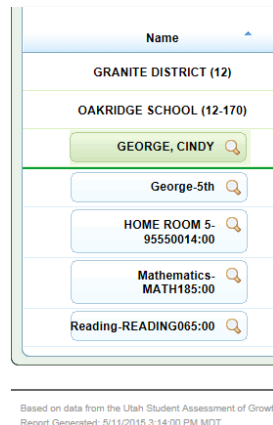 Name
GRANITE DISTRICT (12)
OAKRIDGE SCHOOL (12-170)
GEORGE, CINDY
George-5th
HOME ROOM 5-
95550014:00
Mathematics-
MATH185:00
Reading-READING065:00
Based on data from the Utah Student Assessment of Growt
Report Generated: 5/11/2015 3:14:00 PM MDT